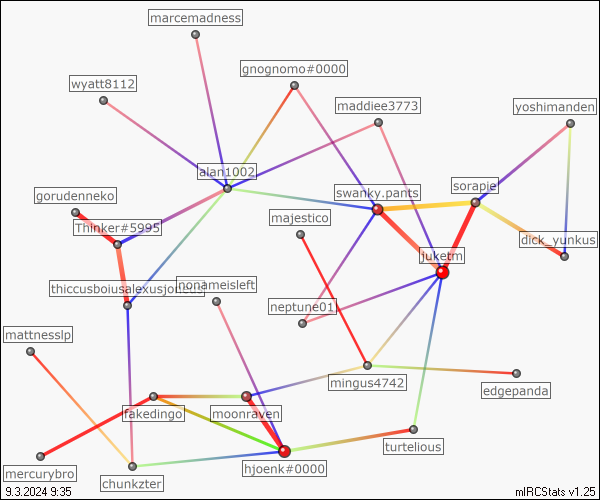 marcemadness
gnognomo#0000
wyatt8112
maddiee3773
yoshimanden
alan1002
sorapie
swanky.pants
gorudenneko
majestico
Thinker#5995
dick_yunkus
juketm
nonameisleft
neptune01
mattnesslp
mingus4742
edgepanda
fakedingo
moonraven
turtelious
hjoenk#0000
mercurybro
chunkzter
9.3.2024 9:35
mIRCStats v1.25